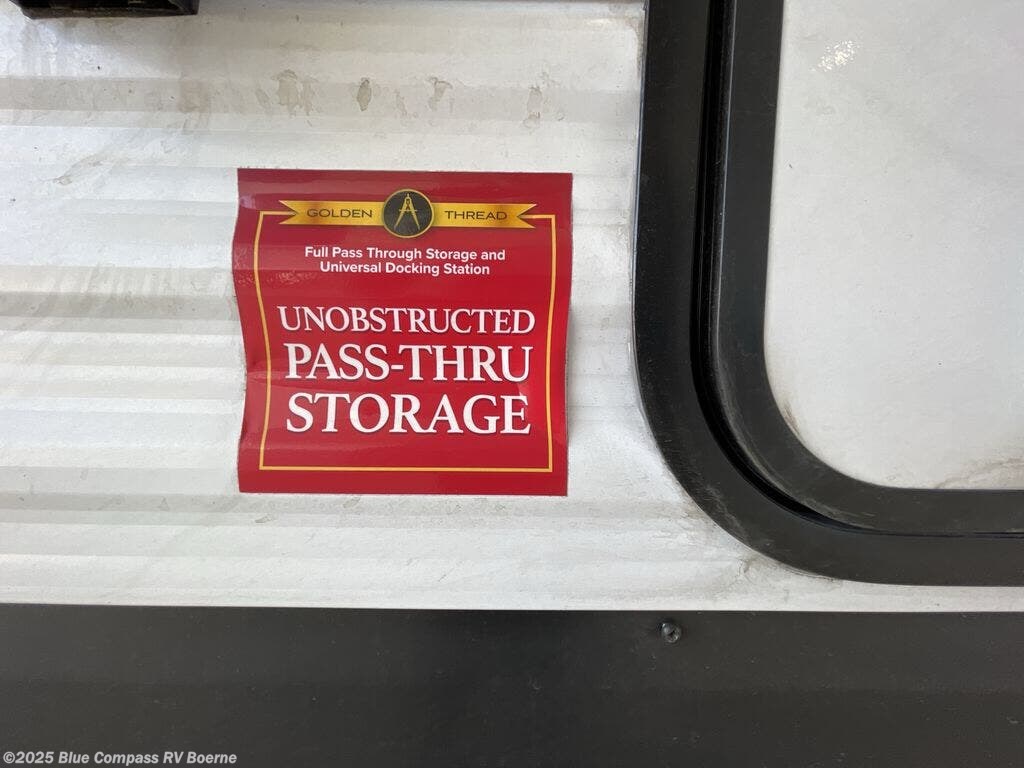 GOLDEN THREAD
Full Pass Through Storage and
Universal Docking Station
UNOBSTRUCTED
PASS-THRU
STORAGE
©2025 Blue Compass RV Boerne